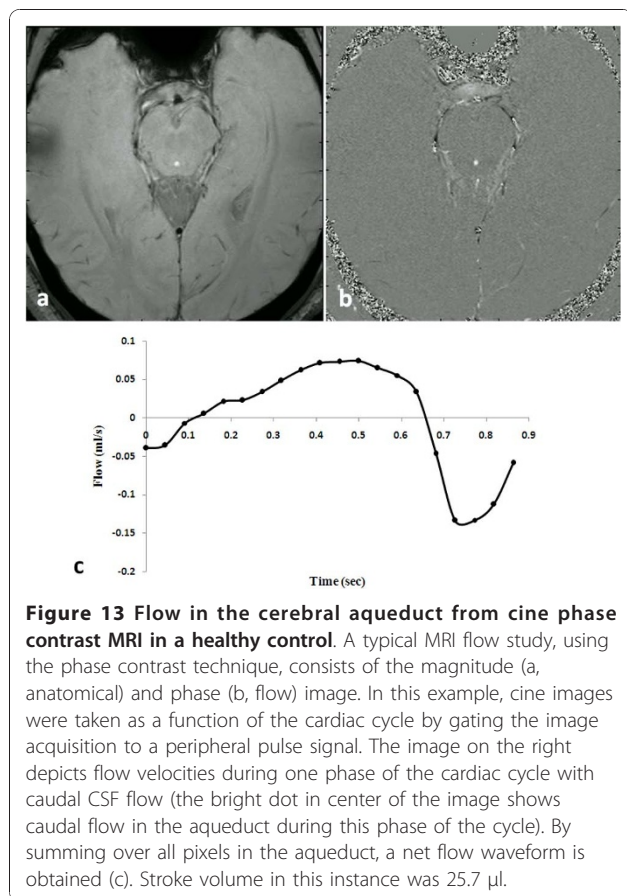 a
b
0.1
0.05
0
0 0.1 0.2 0.3 0.4 0.5 0.6 0.7 0.8 0.9
-0.05
-0.1
-0.15
-0.2
Flow (ml/s)
c
Time (sec)
Figure 13 Flow in the cerebral aqueduct from cine phase
contrast MRI in a healthy control. A typical MRI flow study, using
the phase contrast technique, consists of the magnitude (a,
anatomical) and phase (b, flow) image. In this example, cine images
were taken as a function of the cardiac cycle by gating the image
acquisition to a peripheral pulse signal. The image on the right
depicts flow velocities during one phase of the cardiac cycle with
caudal CSF flow (the bright dot in center of the image shows
caudal flow in the aqueduct during this phase of the cycle). By
summing over all pixels in the aqueduct, a net flow waveform is
obtained (c). Stroke volume in this instance was 25.7 μl.